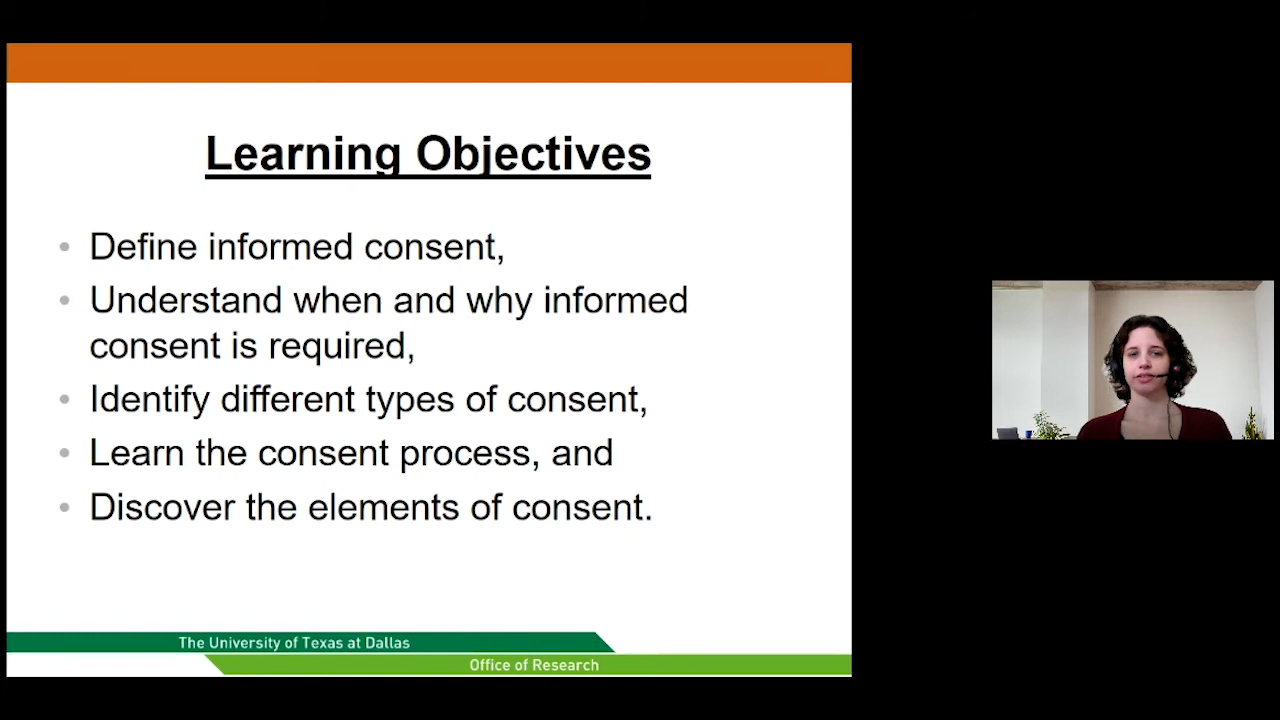 Learning Objectives
• Define informed consent,
• Understand when and why informed
consent is required,
• Identify different types of consent,
• Learn the consent process, and
• Discover the elements of consent.
The University of Texas at Dallas
Office of Research